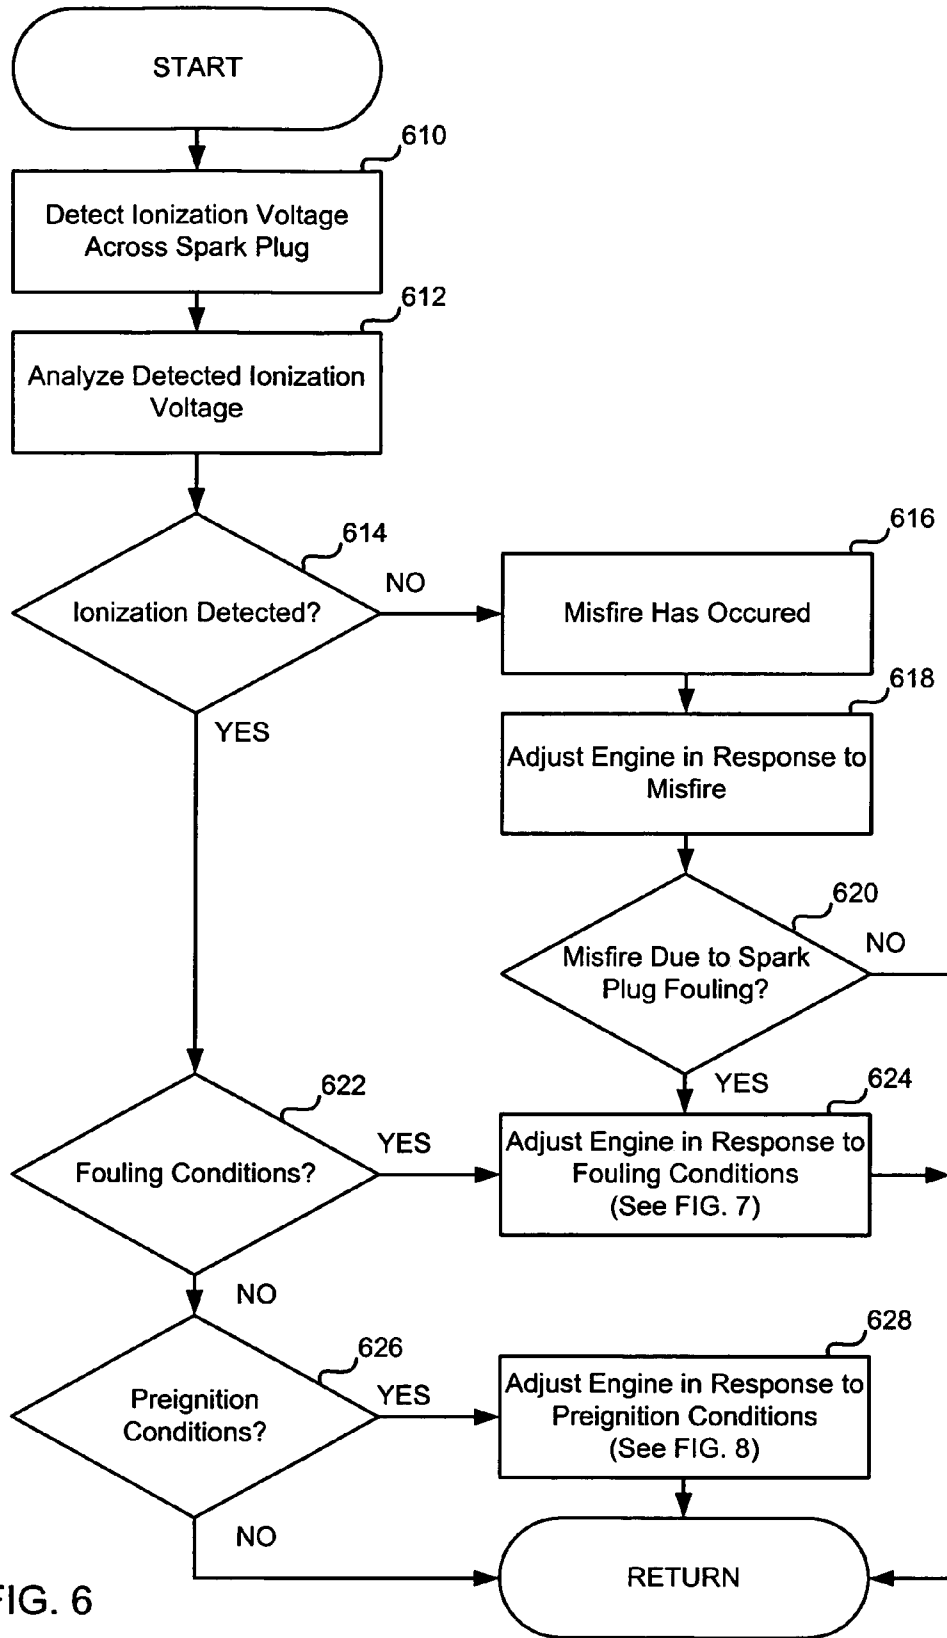 START
610
Detect Ionization Voltage
Across Spark Plug
612
Analyze Detected Ionization
Voltage
614
Ionization Detected?
NO
YES
616
Misfire Has Occured
618
Adjust Engine in Response to
Misfire
620
Misfire Due to Spark
Plug Fouling?
NO
YES
622
Fouling Conditions?
YES
NO
624
Adjust Engine in Response to
Fouling Conditions
(See FIG. 7)
626
Preignition
Conditions?
YES
NO
628
Adjust Engine in Response to
Preignition Conditions
(See FIG. 8)
RETURN
FIG. 6